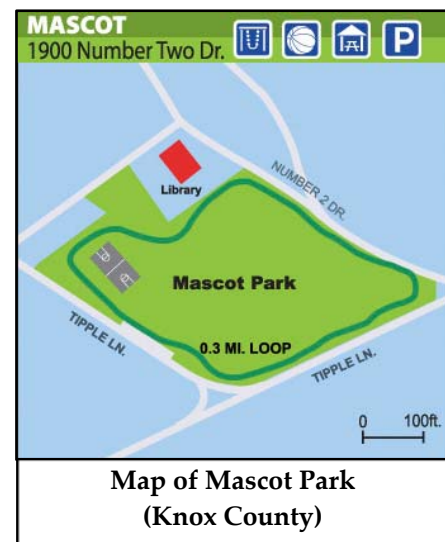 MASCOT
1900 Number Two Dr.
P
Library
NUMBER 2 DR.
Mascot Park
TIPPLE LN.
0.3 MI. LOOP
TIPPLE LN.
0 100ft.
Map of Mascot Park
(Knox County)